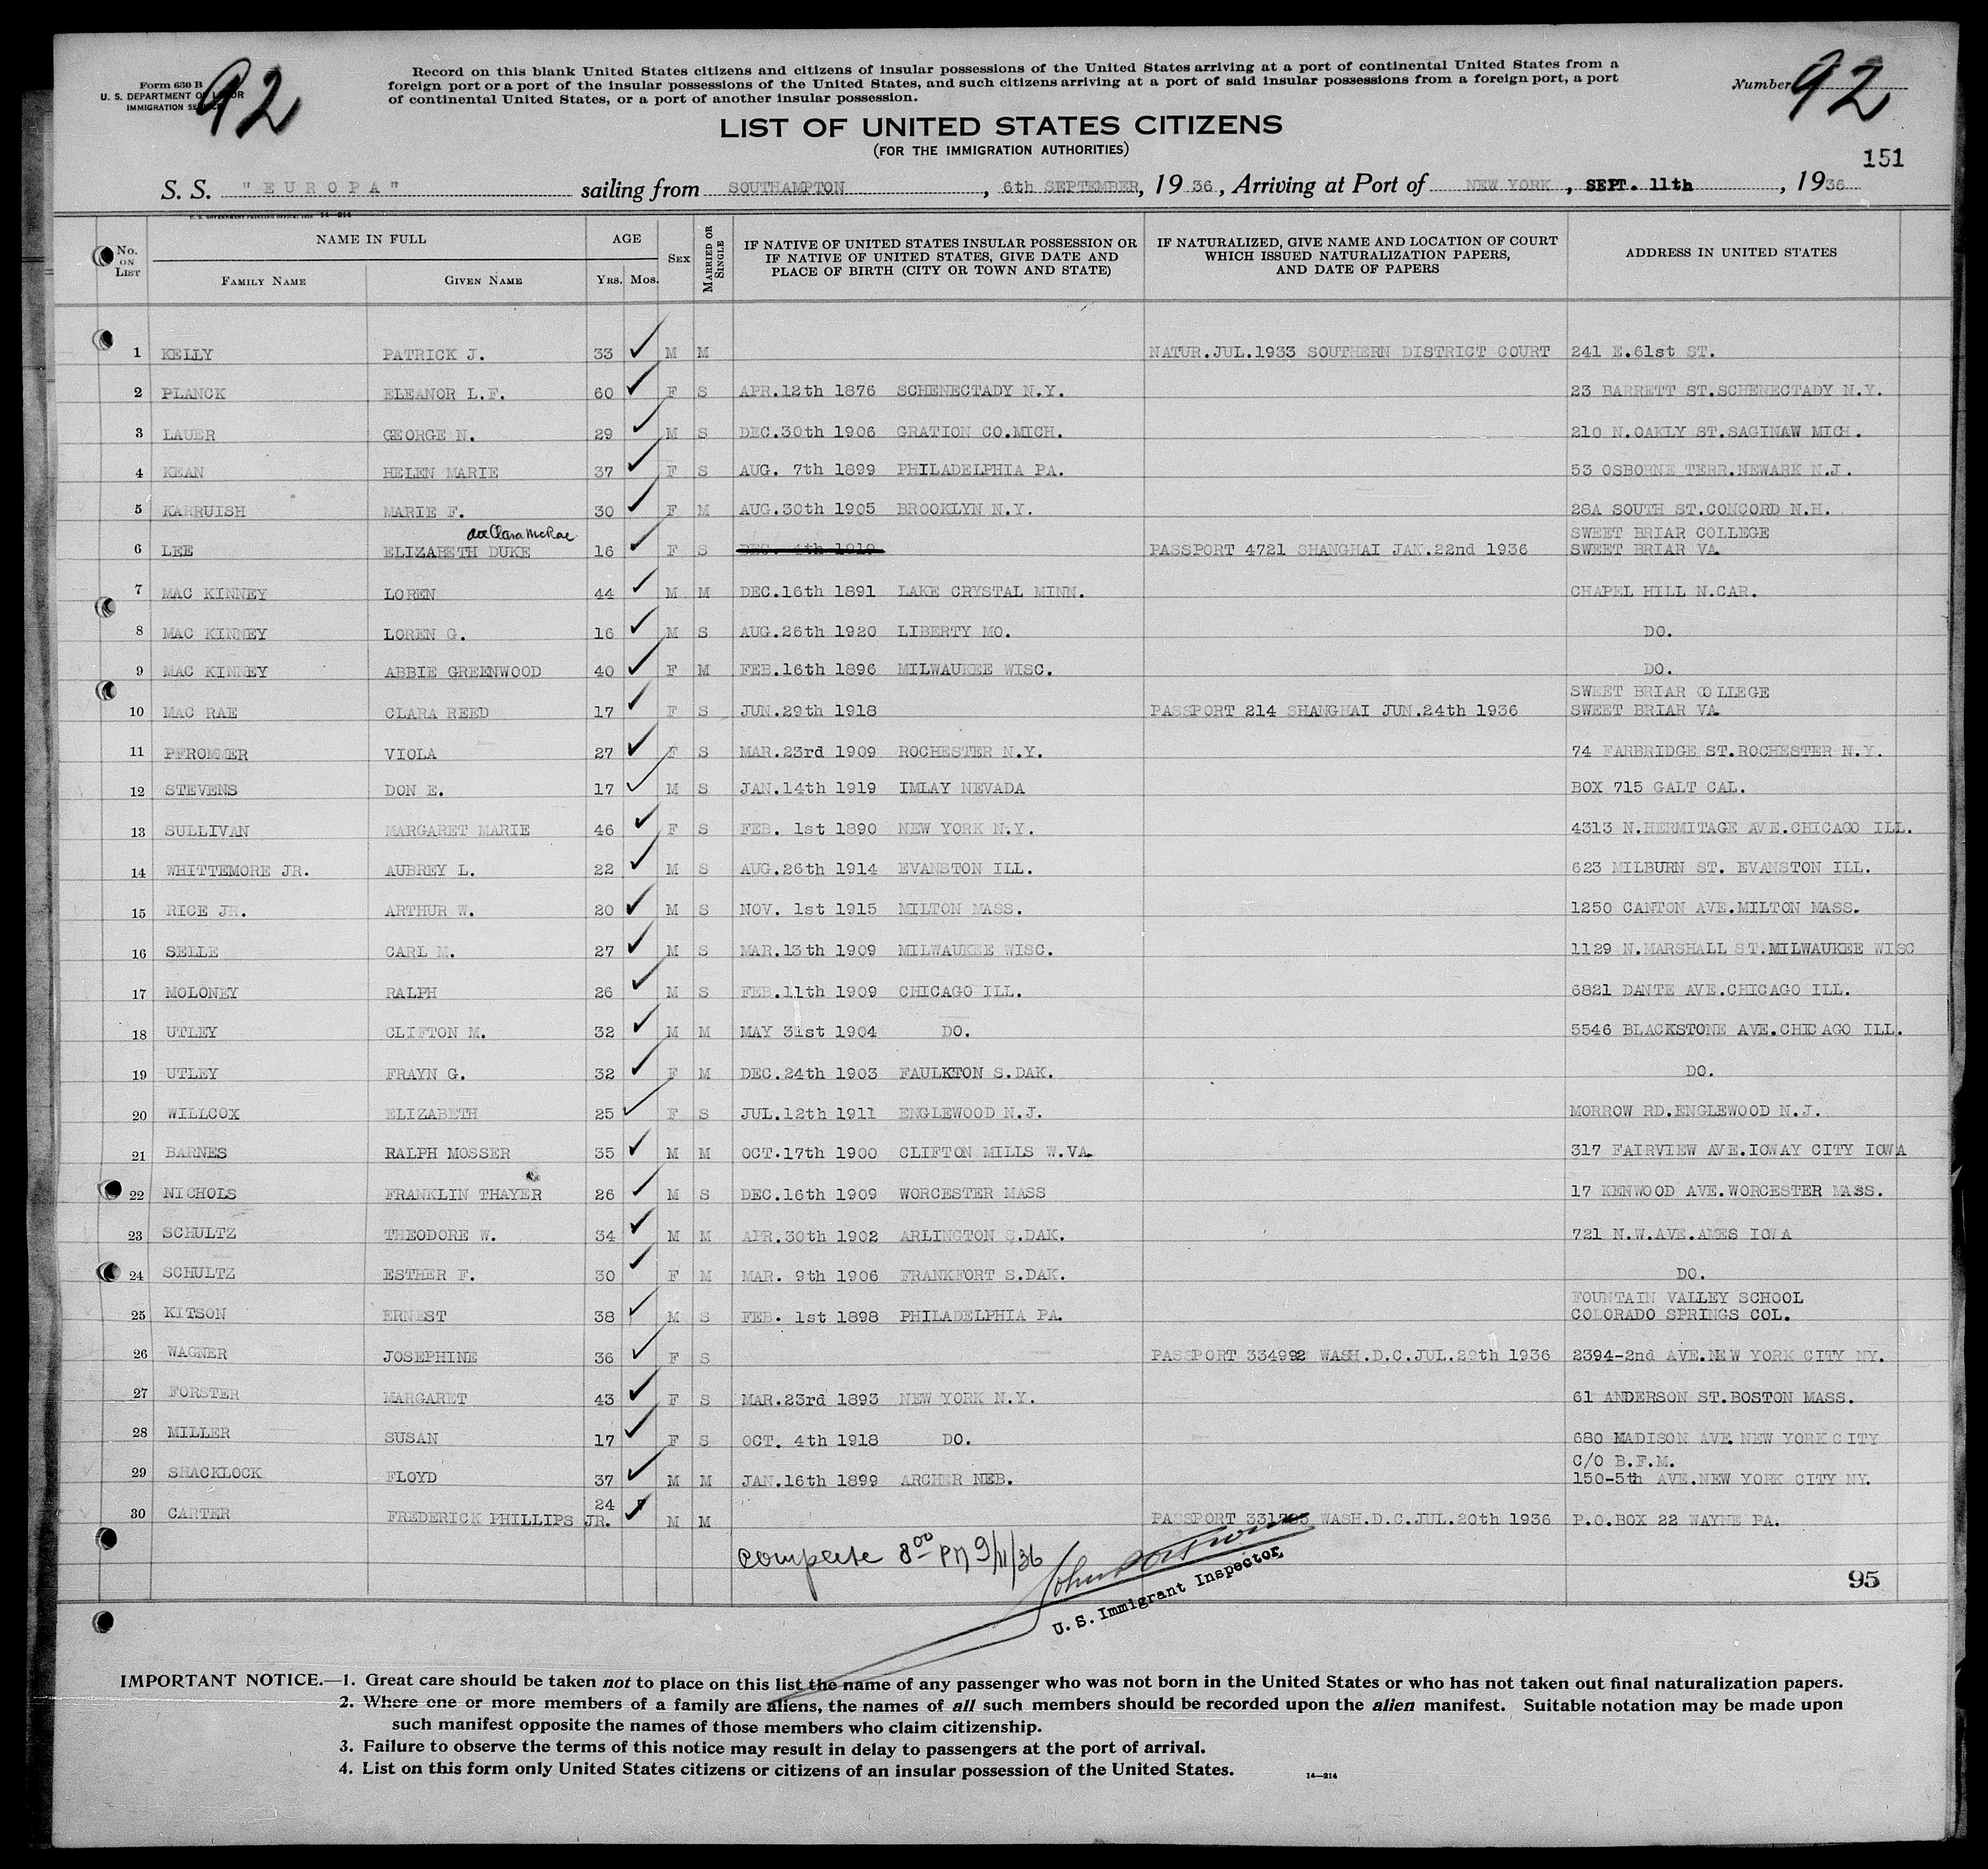 Form 630 B
U. S. DEPARTMENT OF LABOR
IMMIGRATION SERVICE
92
Record on this blank United States citizens and citizens of insular possessions of the United States arriving at a port of continental United States from a
foreign port or a port of the insular possessions of the United States, and such citizens arriving at a port of said insular possessions from a foreign port, a port
of continental United States, or a port of another insular possession.
Number 92
LIST OF UNITED STATES CITIZENS
(FOR THE IMMIGRATION AUTHORITIES)
151
S. S. "EUROPA" sailing from SOUTHAMPTON, 6th SEPTEMBER, 1936, Arriving at Port of NEW YORK, SEPT. 11th, 1936
U. S. GOVERNMENT PRINTING OFFICE: 14—214
No. ON LIST
NAME IN FULL
FAMILY NAME
GIVEN NAME
AGE
YRS. MOS.
SEX
MARRIED OR SINGLE
IF NATIVE OF UNITED STATES INSULAR POSSESSION OR
IF NATIVE OF UNITED STATES, GIVE DATE AND
PLACE OF BIRTH (CITY OR TOWN AND STATE)
IF NATURALIZED, GIVE NAME AND LOCATION OF COURT
WHICH ISSUED NATURALIZATION PAPERS,
AND DATE OF PAPERS
ADDRESS IN UNITED STATES
1 KELLY PATRICK J. 33 M M NATUR.JUL.1933 SOUTHERN DISTRICT COURT 241 E.61st ST.
2 PLANCK ELEANOR L.F. 60 F S APR.12th 1876 SCHENECTADY N.Y. 23 BARRETT ST.SCHENECTADY N.Y.
3 LAUER GEORGE N. 29 M S DEC.30th 1906 GRATION CO.MICH. 210 N.OAKLY ST.SAGINAW MICH.
4 KEAN HELEN MARIE 37 F S AUG. 7th 1899 PHILADELPHIA PA. 53 OSBORNE TERR.NEWARK N.J.
5 KARRUISH MARIE F. 30 F M AUG.30th 1905 BROOKLYN N.Y. 28A SOUTH ST.CONCORD N.H.
Clara McRae
SWEET BRIAR COLLEGE
6 LEE ELIZABETH DUKE 16 F S DEC. 4th 1919 PASSPORT 4721 SHANGHAI JAN.22nd 1936 SWEET BRIAR VA.
7 MAC KINNEY LOREN 44 M M DEC.16th 1891 LAKE CRYSTAL MINN. CHAPEL HILL N.CAR.
8 MAC KINNEY LOREN G. 16 M S AUG.26th 1920 LIBERTY MO. DO.
9 MAC KINNEY ABBIE GREENWOOD 40 F M FEB.16th 1896 MILWAUKEE WISC. DO.
SWEET BRIAR COLLEGE
10 MAC RAE CLARA REED 17 F S JUN.29th 1918 PASSPORT 214 SHANGHAI JUN.24th 1936 SWEET BRIAR VA.
11 PFROMMER VIOLA 27 F S MAR.23rd 1909 ROCHESTER N.Y. 74 FARBRIDGE ST.ROCHESTER N.Y.
12 STEVENS DON E. 17 M S JAN.14th 1919 IMLAY NEVADA BOX 715 GALT CAL.
13 SULLIVAN MARGARET MARIE 46 F S FEB. 1st 1890 NEW YORK N.Y. 4313 N.HERMITAGE AVE.CHICAGO ILL.
14 WHITTEMORE JR. AUBREY L. 22 M S AUG.26th 1914 EVANSTON ILL. 623 MILBURN ST. EVANSTON ILL.
15 RICE JR. ARTHUR W. 20 M S NOV. 1st 1915 MILTON MASS. 1250 CANTON AVE.MILTON MASS.
16 SELLE CARL M. 27 M S MAR.13th 1909 MILWAUKEE WISC. 1129 N.MARSHALL ST.MILWAUKEE WISC
17 MOLONEY RALPH 26 M S FEB.11th 1909 CHICAGO ILL. 6821 DANTE AVE.CHICAGO ILL.
18 UTLEY CLIFTON M. 32 M M MAY 31st 1904 DO. 5546 BLACKSTONE AVE.CHICAGO ILL.
19 UTLEY FRAYN G. 32 F M DEC.24th 1903 FAULKTON S.DAK. DO.
20 WILLCOX ELIZABETH 25 F S JUL.12th 1911 ENGLEWOOD N.J. MORROW RD.ENGLEWOOD N.J.
21 BARNES RALPH MOSSER 35 M M OCT.17th 1900 CLIFTON MILLS W.VA. 317 FAIRVIEW AVE.IOWAY CITY IOWA
22 NICHOLS FRANKLIN THAYER 26 M S DEC.16th 1909 WORCESTER MASS 17 KENWOOD AVE.WORCESTER MASS.
23 SCHULTZ THEODORE W. 34 M M APR.30th 1902 ARLINGTON S.DAK. 721 N.W.AVE.AMES IOWA
24 SCHULTZ ESTHER F. 30 F M MAR. 9th 1906 FRANKFORT S.DAK. DO.
FOUNTAIN VALLEY SCHOOL
25 KITSON ERNEST 38 M S FEB. 1st 1898 PHILADELPHIA PA. COLORADO SPRINGS COL.
26 WAGNER JOSEPHINE 36 F S PASSPORT 334992 WASH.D.C.JUL.29th 1936 2394-2nd AVE.NEW YORK CITY NY.
27 FORSTER MARGARET 43 F S MAR.23rd 1893 NEW YORK N.Y. 61 ANDERSON ST.BOSTON MASS.
28 MILLER SUSAN 17 F S OCT. 4th 1918 DO. 680 MADISON AVE. NEW YORK CITY
C/O B.F.M.
29 SHACKLOCK FLOYD 37 M M JAN.16th 1899 ARCHER NEB. 150-5th AVE.NEW YORK CITY NY.
30 CARTER FREDERICK PHILLIPS JR. 24 M M PASSPORT WASH.D.C.JUL.20th 1936 P.O.BOX 22 WAYNE PA.
Complete 8 00 PM 9/11/36
U. S. Immigrant Inspector,
95
IMPORTANT NOTICE.—1. Great care should be taken not to place on this list the name of any passenger who was not born in the United States or who has not taken out final naturalization papers.
2. Where one or more members of a family are aliens, the names of all such members should be recorded upon the alien manifest. Suitable notation may be made upon
such manifest opposite the names of those members who claim citizenship.
3. Failure to observe the terms of this notice may result in delay to passengers at the port of arrival.
4. List on this form only United States citizens or citizens of an insular possession of the United States.
14—214